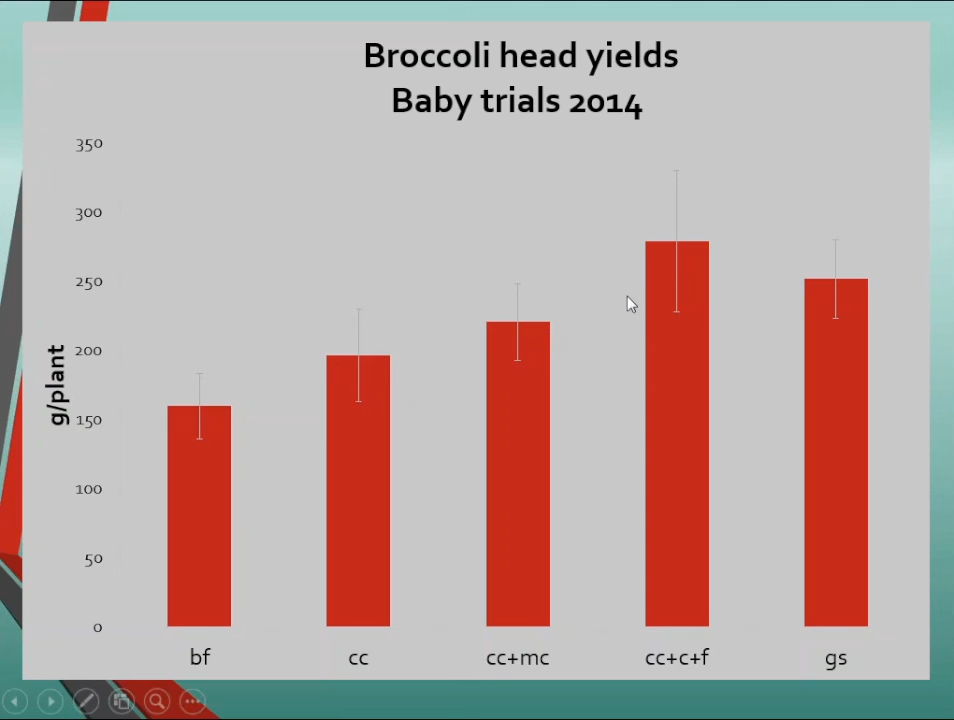 Broccoli head yields
Baby trials 2014
350
300
250
200
150
100
50
0
g/plant
bf
cc
cc+mc
cc+c+f
gs